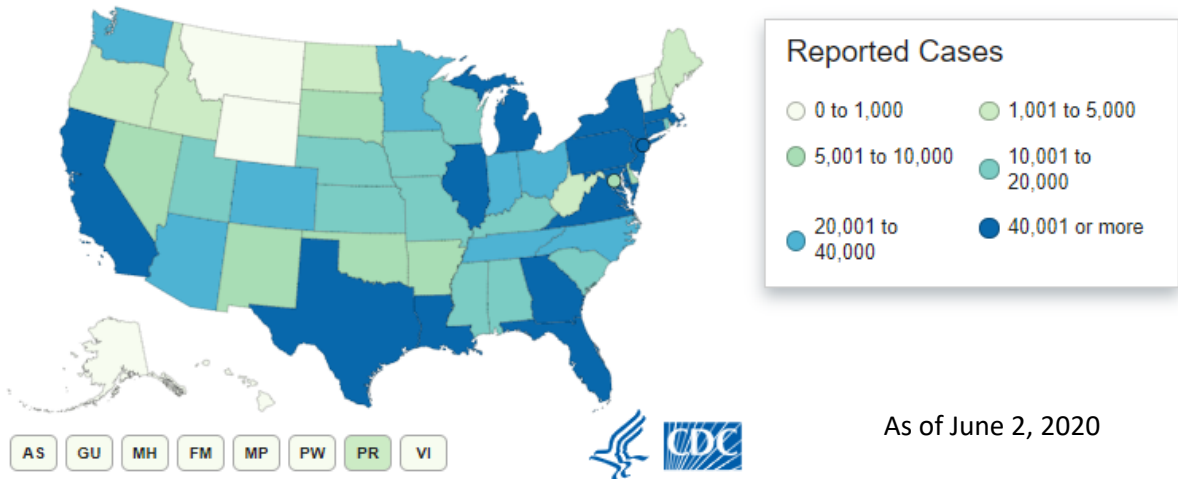 Reported Cases
0 to 1,000
1,001 to 5,000
5,001 to 10,000
10,001 to
20,000
20,001 to
40,000
40,001 or more
AS GU MH FM MP PW PR VI
CDC
As of June 2, 2020